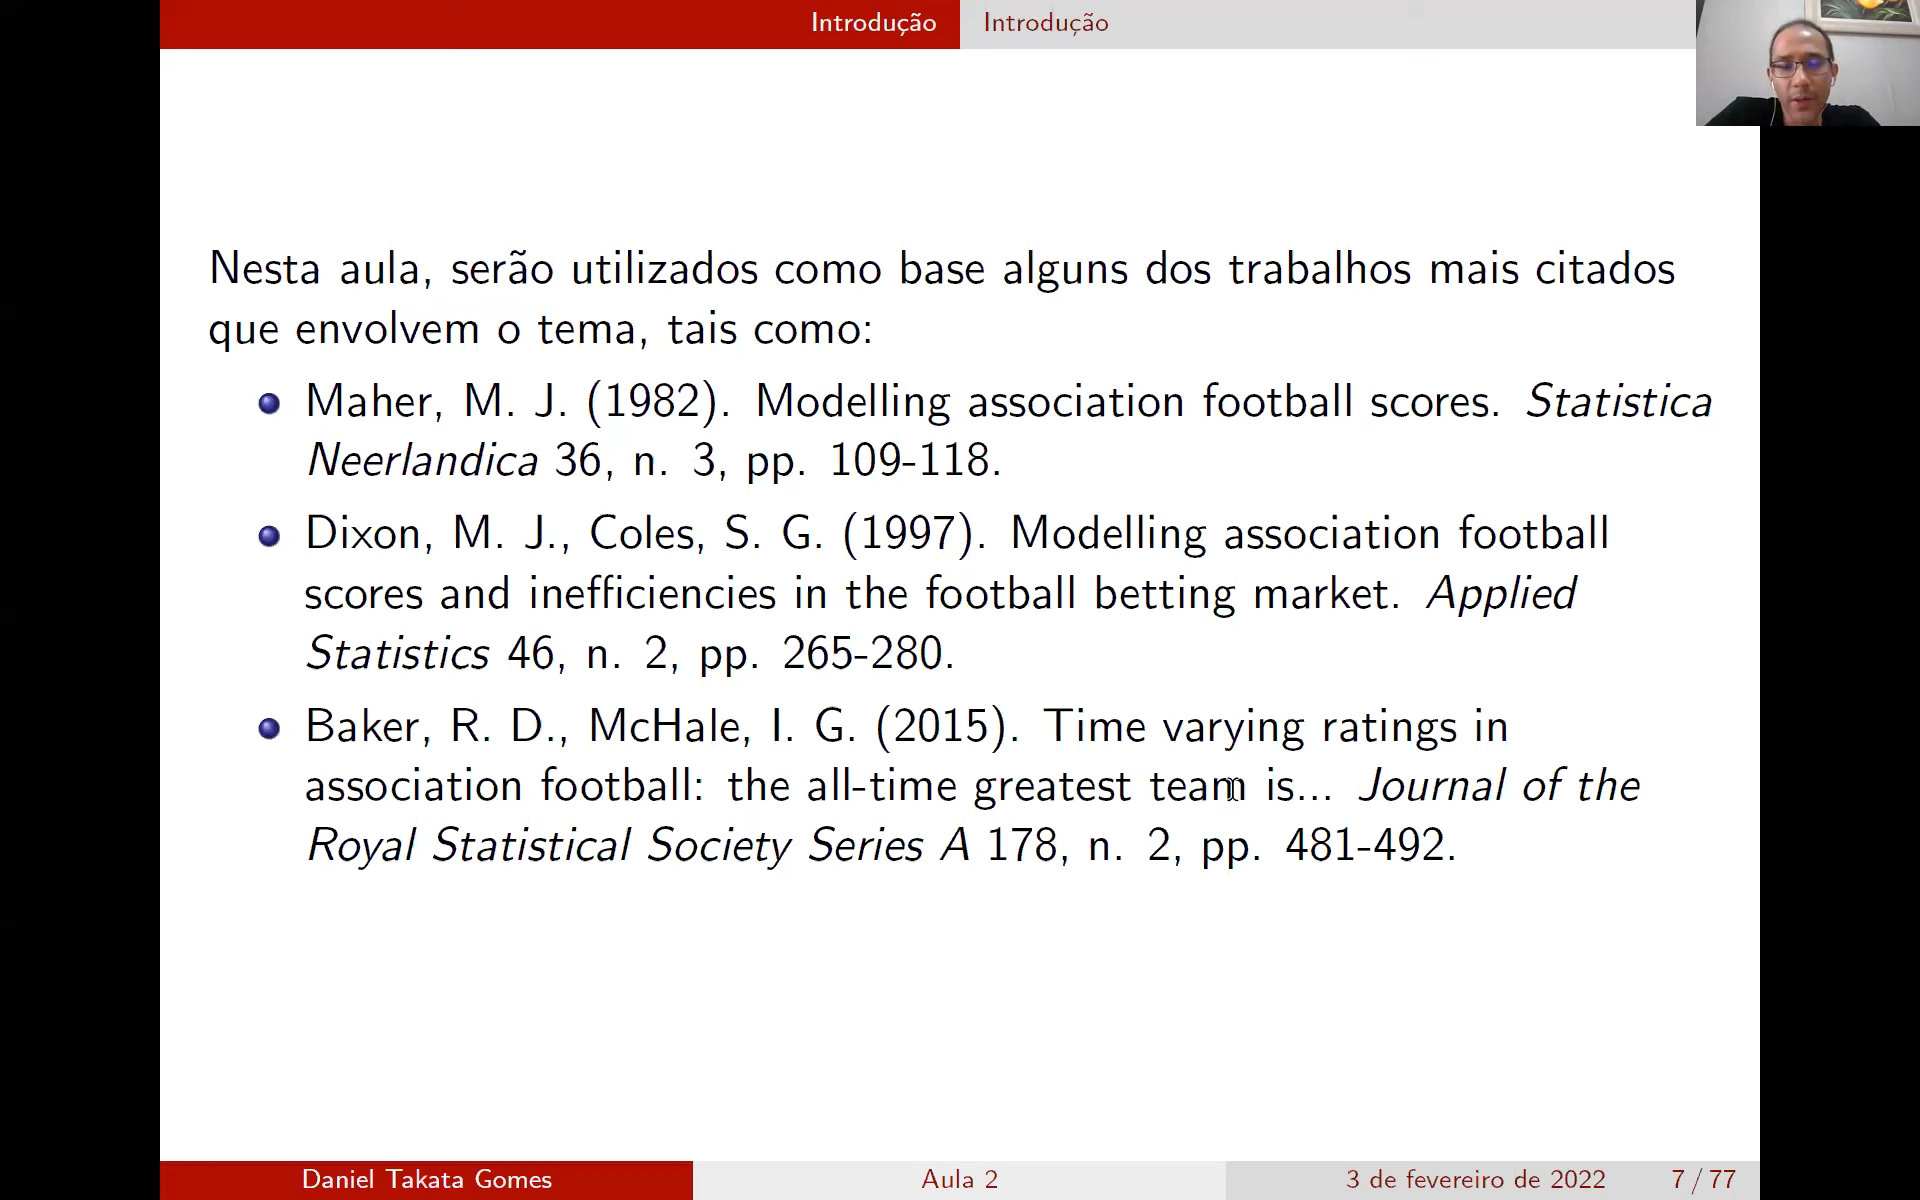 Introdução
Introdução
Nesta aula, serão utilizados como base alguns dos trabalhos mais citados
que envolvem o tema, tais como:
Maher, M. J. (1982). Modelling association football scores. Statistica
Neerlandica 36, n. 3, pp. 109-118.
Dixon, M. J., Coles, S. G. (1997). Modelling association football
scores and inefficiencies in the football betting market. Applied
Statistics 46, n. 2, pp. 265-280.
Baker, R. D., McHale, I. G. (2015). Time varying ratings in
association football: the all-time greatest team is... Journal of the
Royal Statistical Society Series A 178, n. 2, pp. 481-492.
Daniel Takata Gomes
Aula 2
3 de fevereiro de 2022
7 / 77